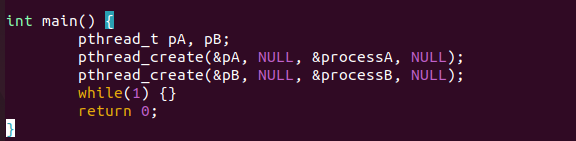 int main() {
        pthread_t pA, pB;
        pthread_create(&pA, NULL, &processA, NULL);
        pthread_create(&pB, NULL, &processB, NULL);
        while(1) {}
        return 0;
}